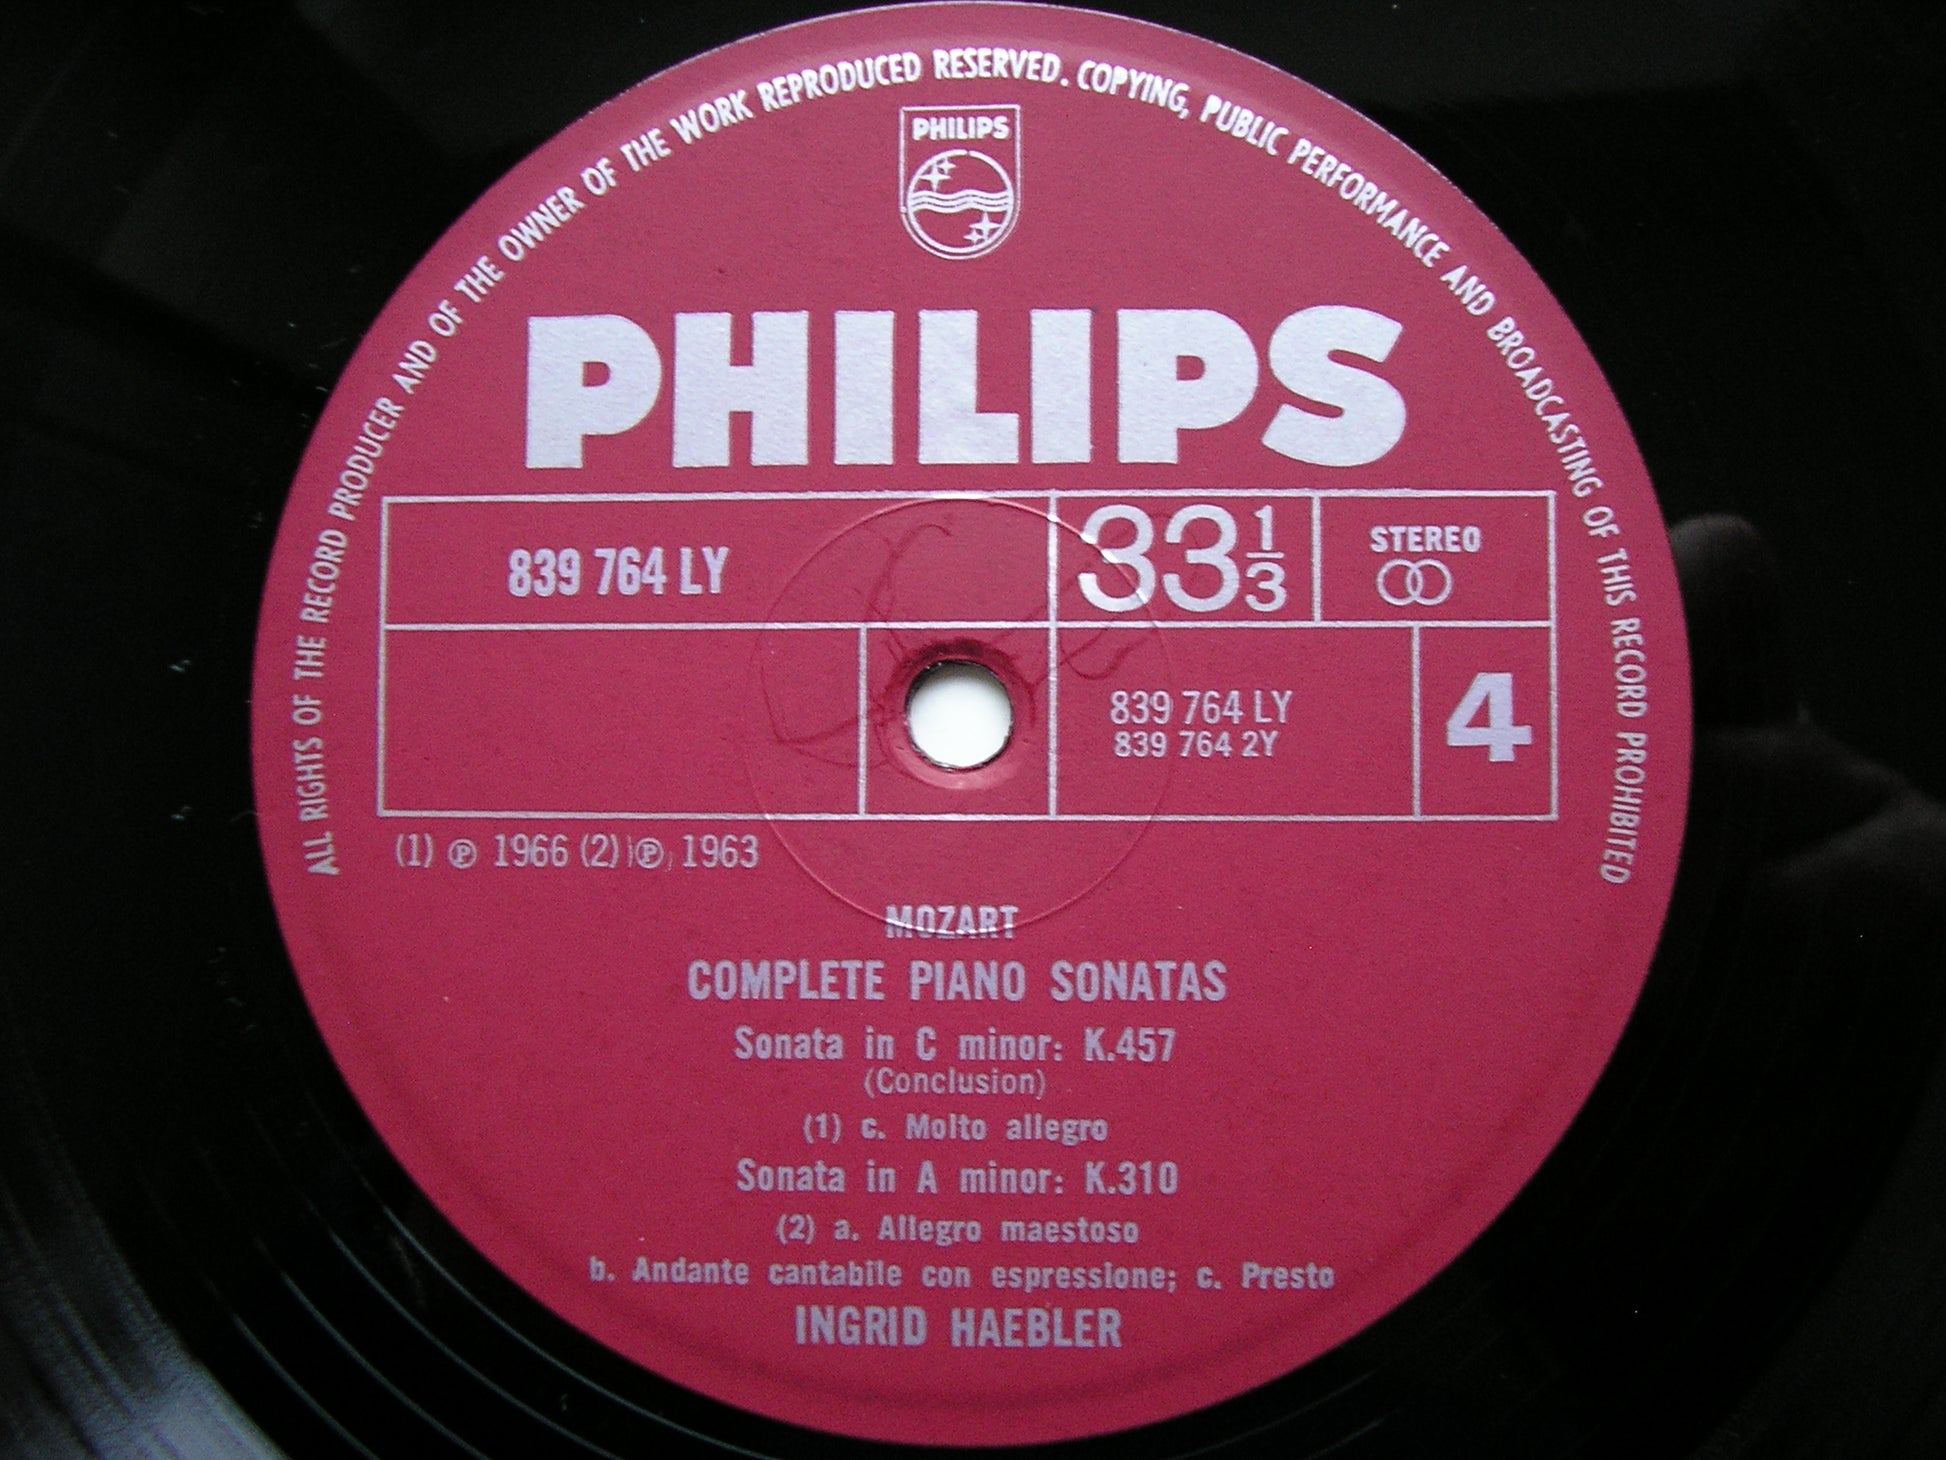 ALL RIGHTS OF THE RECORD PRODUCER AND OF THE OWNER OF THE WORK REPRODUCED RESERVED. COPYING, PUBLIC PERFORMANCE AND BROADCASTING OF THIS RECORD PROHIBITED
PHILIPS
PHILIPS
839 764 LY
33 1/3
STEREO
839 764 LY
839 764 2Y
4
(1) ℗ 1966 (2) ℗ 1963
MOZART
COMPLETE PIANO SONATAS
Sonata in C minor: K.457
(Conclusion)
(1) c. Molto allegro
Sonata in A minor: K.310
(2) a. Allegro maestoso
b. Andante cantabile con espressione; c. Presto
INGRID HAEBLER